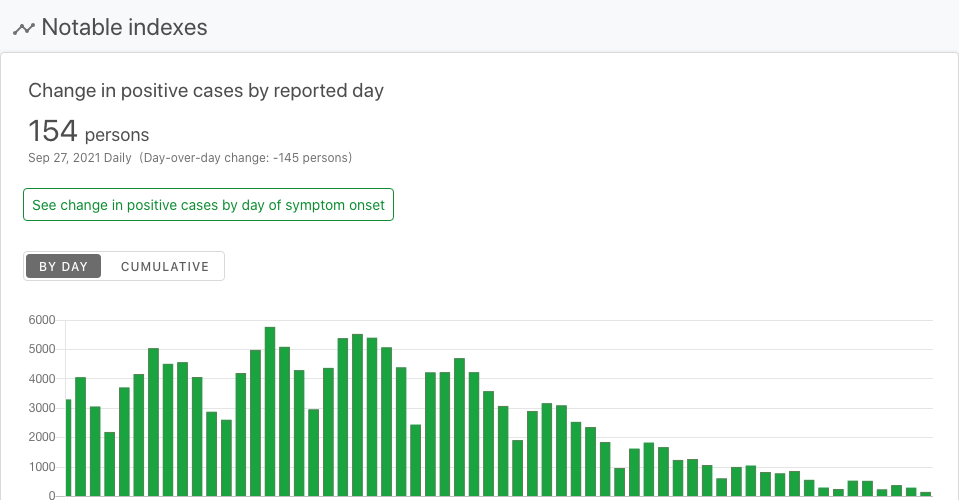 Notable indexes
Change in positive cases by reported day
154 persons
Sep 27, 2021 Daily (Day-over-day change: -145 persons)
See change in positive cases by day of symptom onset
BY DAY CUMULATIVE
6000
5000
4000
3000
2000
1000
0